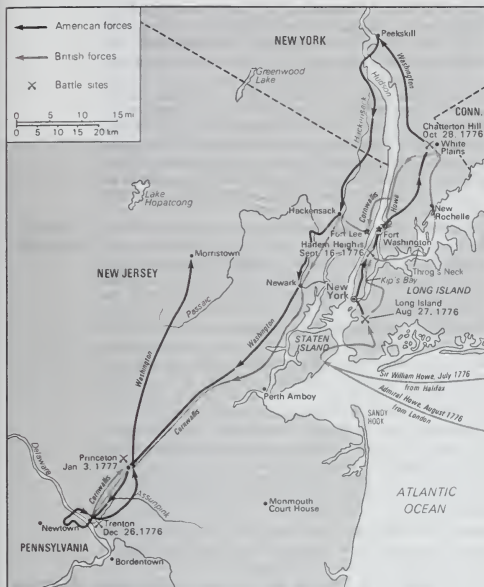 American forces
British forces
Battle sites
0 5 10 15 mi
0 5 10 15 20 km
NEW YORK
Peekskill
Washington
Greenwood
Lake
Hudson
Hackensack
CONN.
Chatterton Hill
Oct 28, 1776
White
Plains
Lake
Hopatcong
Cornwallis
Howe
New
Rochelle
Hackensack
Fort Lee
Fort
Washington
Harlem Heights
Sept 16-1776
Morristown
Throg's Neck
NEW JERSEY
Kip's Bay
Newark
New
York
LONG ISLAND
Passaic
Long Island
Aug 27, 1776
Washington
STATEN
ISLAND
Washington
Sir William Howe, July 1776
from Halifax
Cornwallis
Perth Amboy
Admiral Howe, August 1776
from London
SANDY
HOOK
Princeton
Jan 3, 1777
Delaware
Cornwallis
Assunpink
Monmouth
Court House
ATLANTIC
OCEAN
Newtown
Trenton
Dec 26, 1776
PENNSYLVANIA
Bordentown